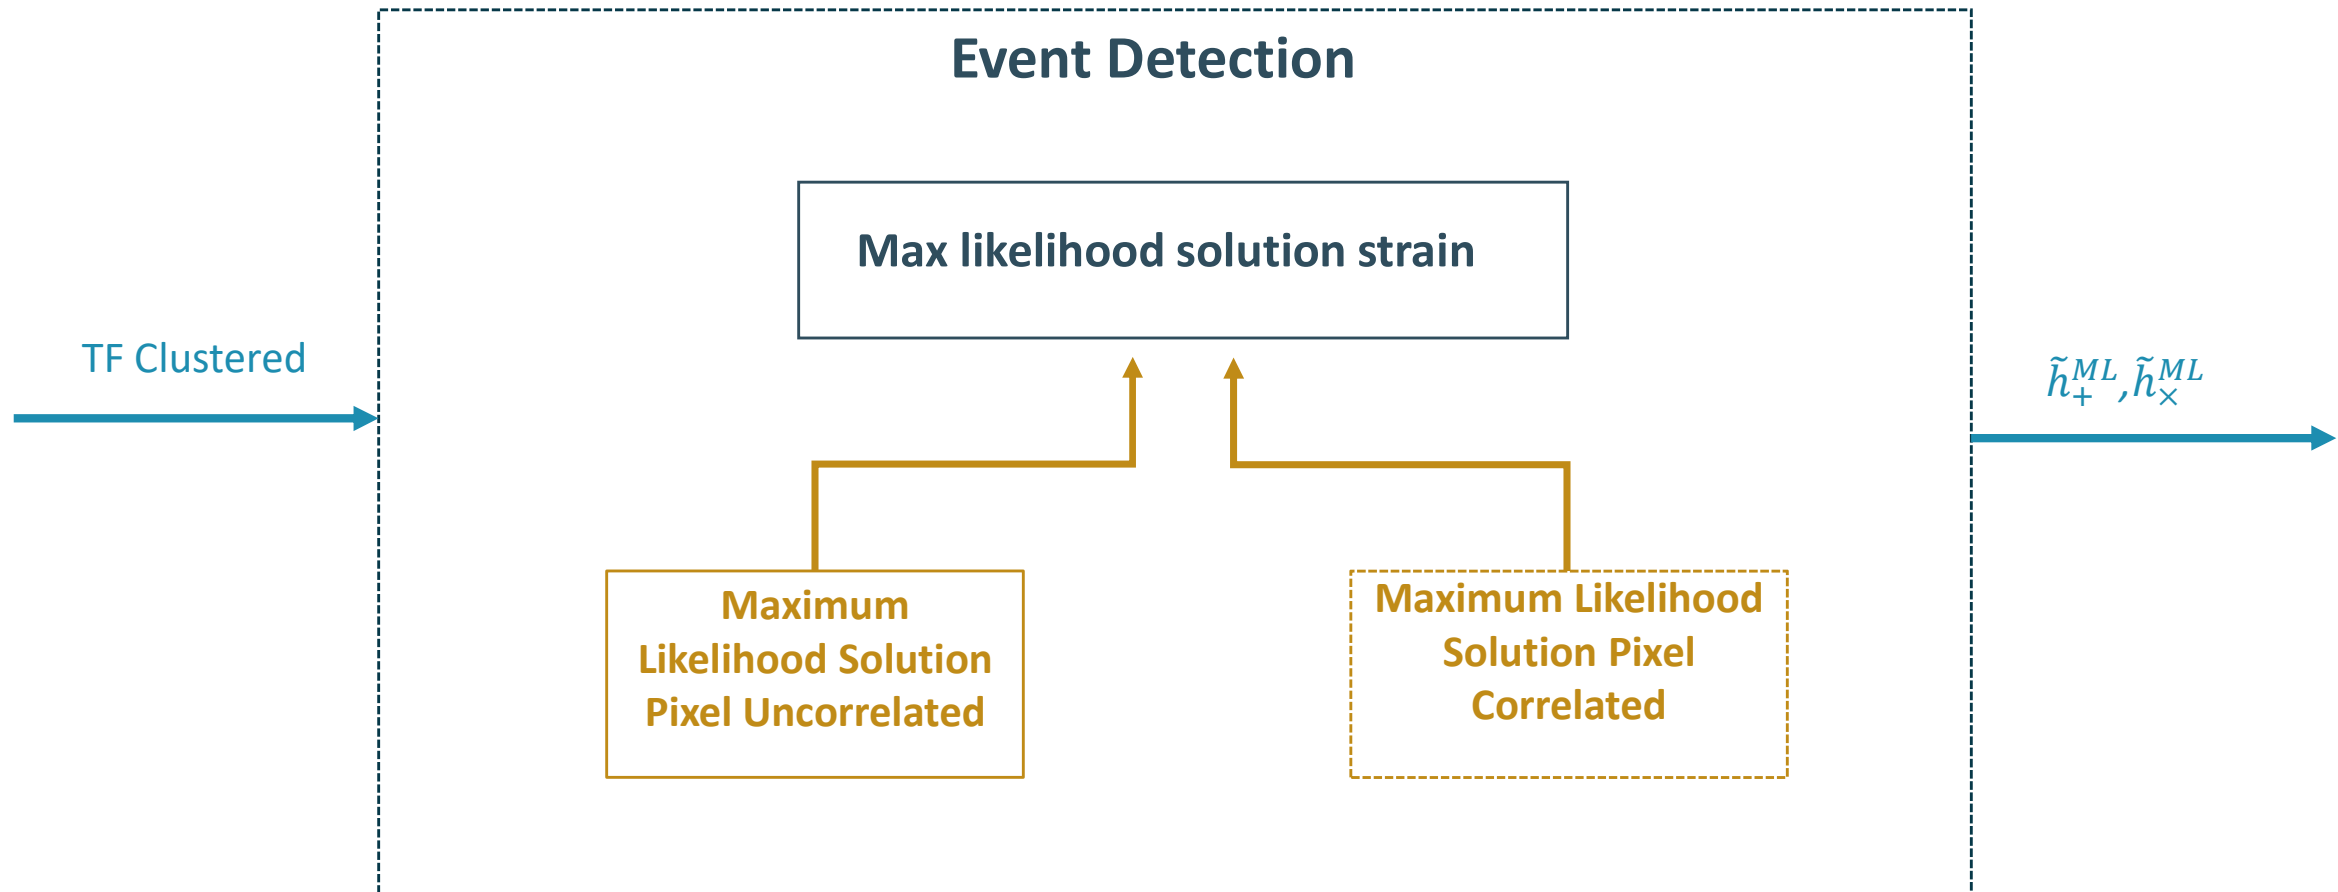 Event Detection
Max likelihood solution strain
TF Clustered
h̃₊ᴹᴸ,h̃ₓᴹᴸ
Maximum
Likelihood Solution
Pixel Uncorrelated
Maximum Likelihood
Solution Pixel
Correlated